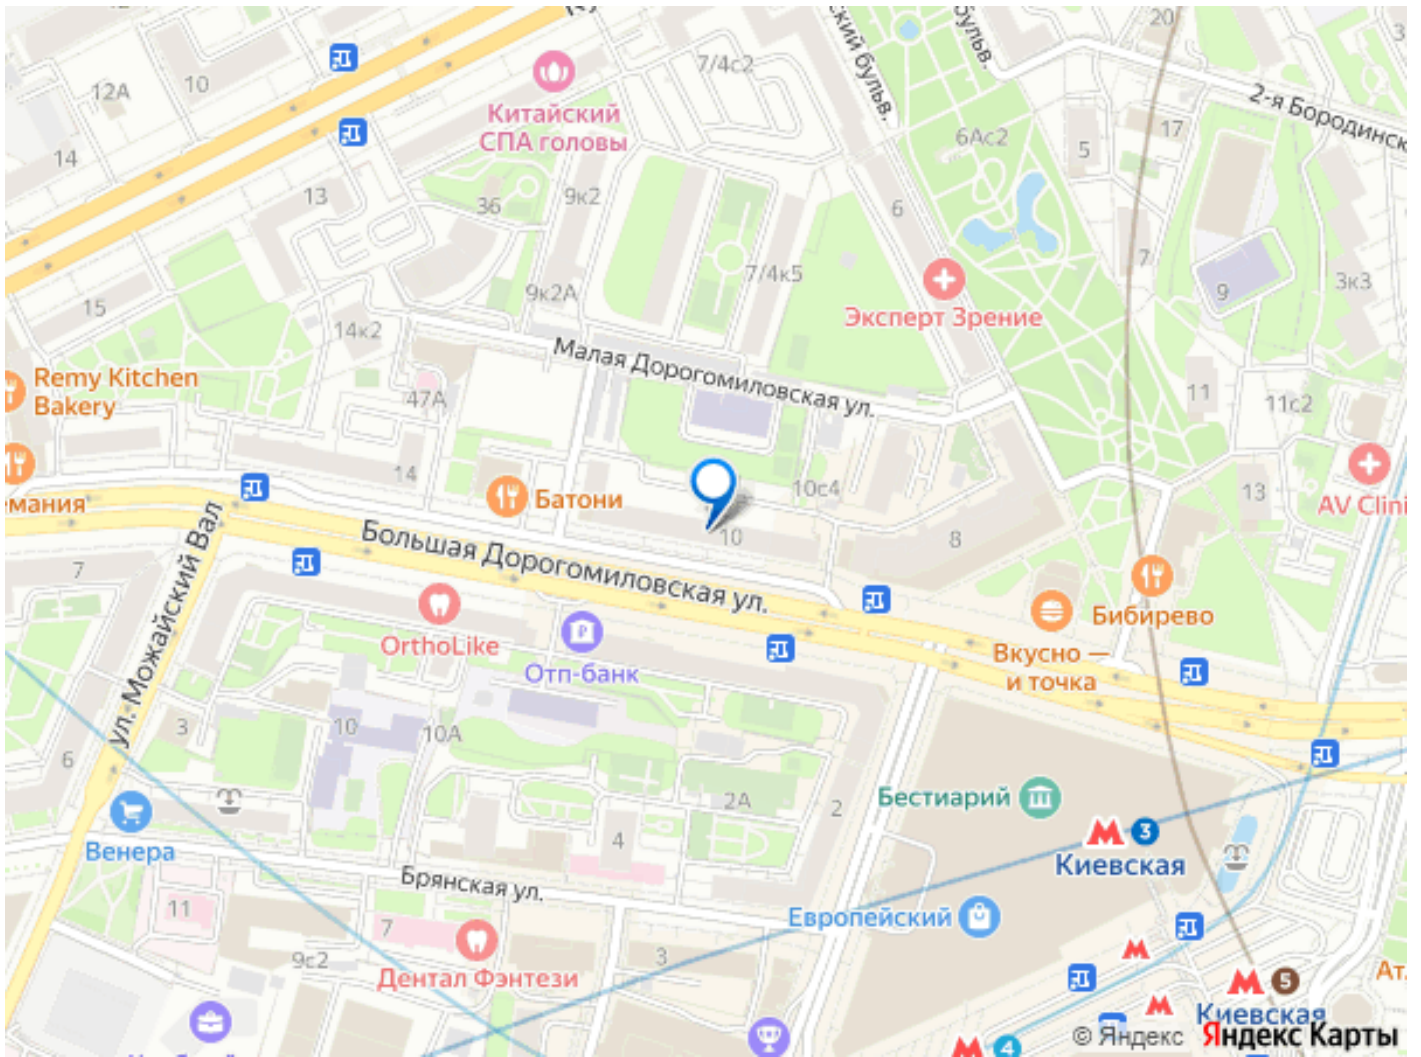 20
7/4с2
10
12А
Китайский
СПА головы
2-я Бородинск
17
6Ас2
5
14
13
9к2
36
6
7
7/4к5
3к3
9к2А
9
15
Эксперт Зрение
14к2
Малая Дорогомиловская ул.
Remy Kitchen
Bakery
47А
11
11с2
14
10с4
13
Батони
AV Clini
мания
Большая Дорогомиловская ул.
10
8
ул. Можайский Вал
7
OrthoLike
Бибирево
Отп-банк
Вкусно —
и точка
3
10
10А
6
2А
2
Бестиарий
3
Киевская
4
Венера
Брянская ул.
11
7
Европейский
3
9с2
Дентал Фэнтези
Ат
5
Киевская
4
© Яндекс Яндекс Карты